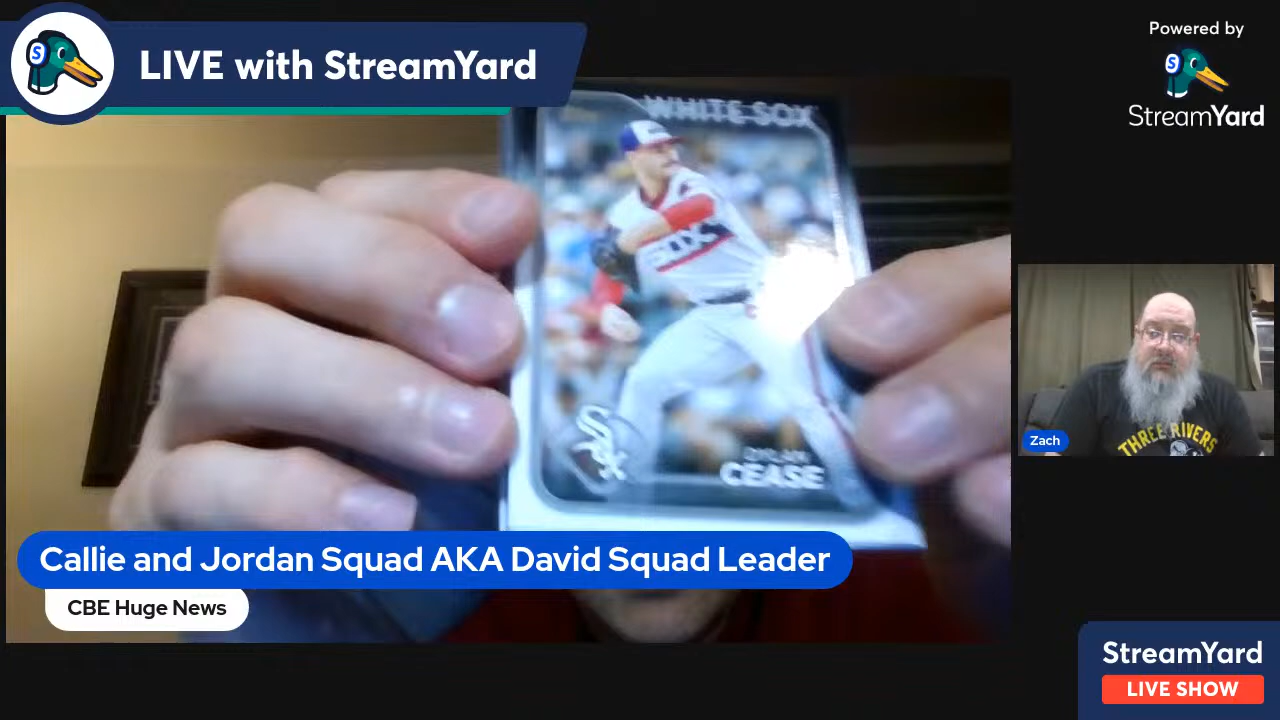 S
LIVE with StreamYard
Powered by
S
StreamYard
WHITE SOX
SOX
Sox
DYLAN
CEASE
Zach
THREE RIVERS
Callie and Jordan Squad AKA David Squad Leader
CBE Huge News
StreamYard
LIVE SHOW